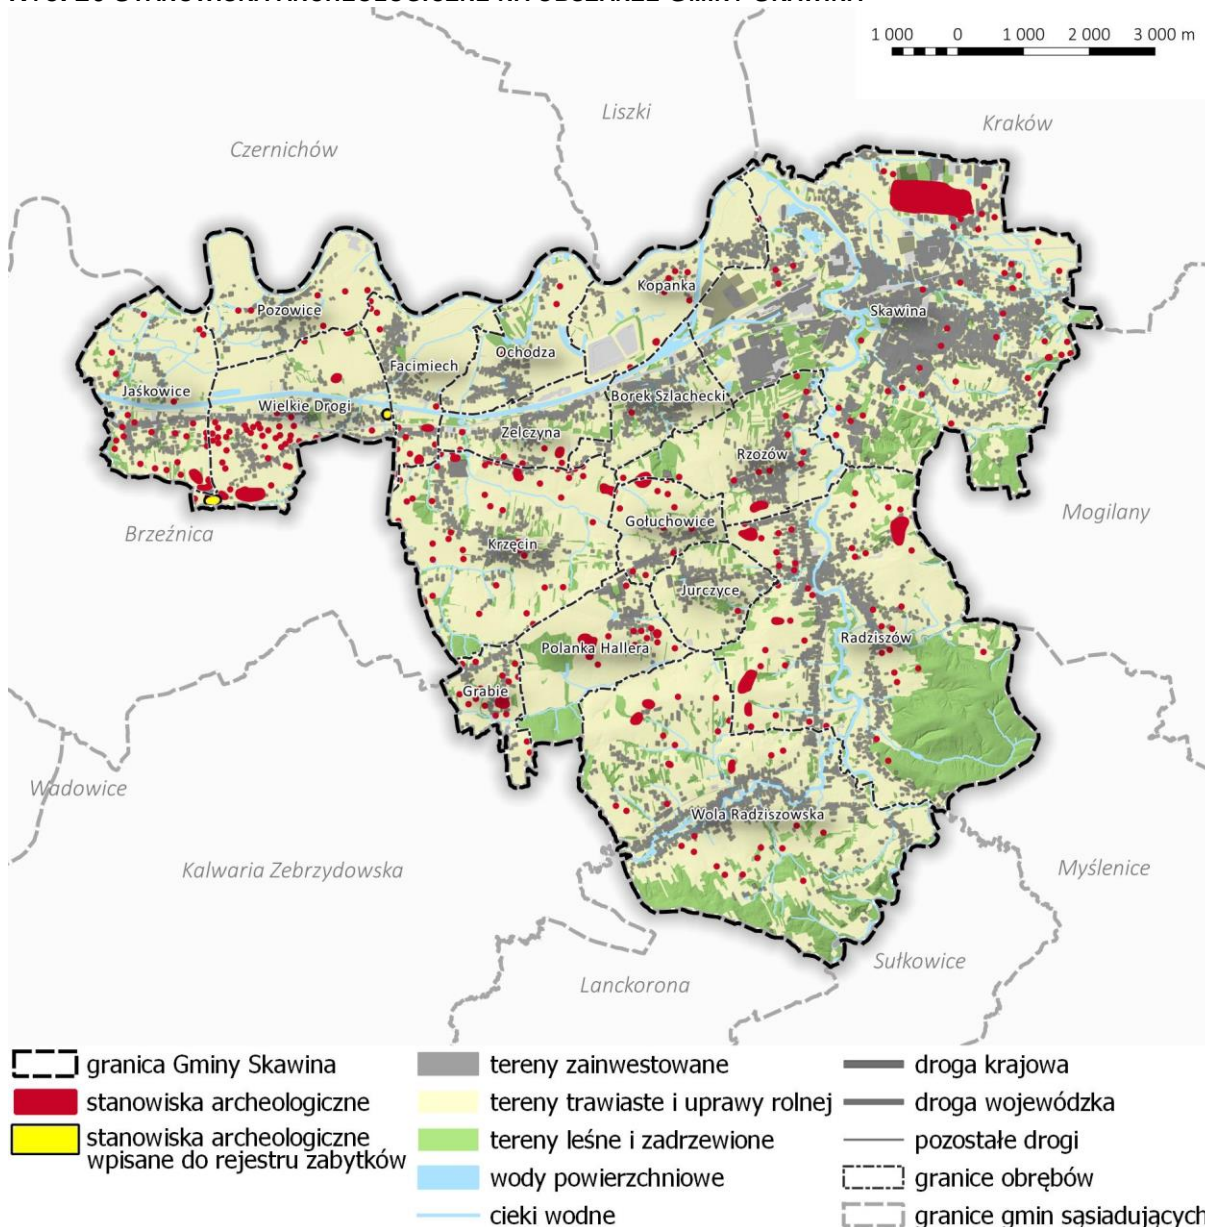 1 000 0 1 000 2 000 3 000 m
Liszki
Kraków
Czernichów
Kopanka
Pozowice
Skawina
Ochodza
Facimiech
Jaśkowice
Borek Szlachecki
Wielkie Drogi
Zelczyna
Rzozów
Mogilany
Gołuchowice
Brzeźnica
Krzęcin
Jurczyce
Radziszów
Polanka Hallera
Grabie
Wadowice
Wola Radziszowska
Kalwaria Zebrzydowska
Myślenice
Sułkowice
Lanckorona
granica Gminy Skawina
stanowiska archeologiczne
stanowiska archeologiczne
wpisane do rejestru zabytków
tereny zainwestowane
tereny trawiaste i uprawy rolnej
tereny leśne i zadrzewione
wody powierzchniowe
cieki wodne
droga krajowa
droga wojewódzka
pozostałe drogi
granice obrębów
granice gmin sąsiadujących